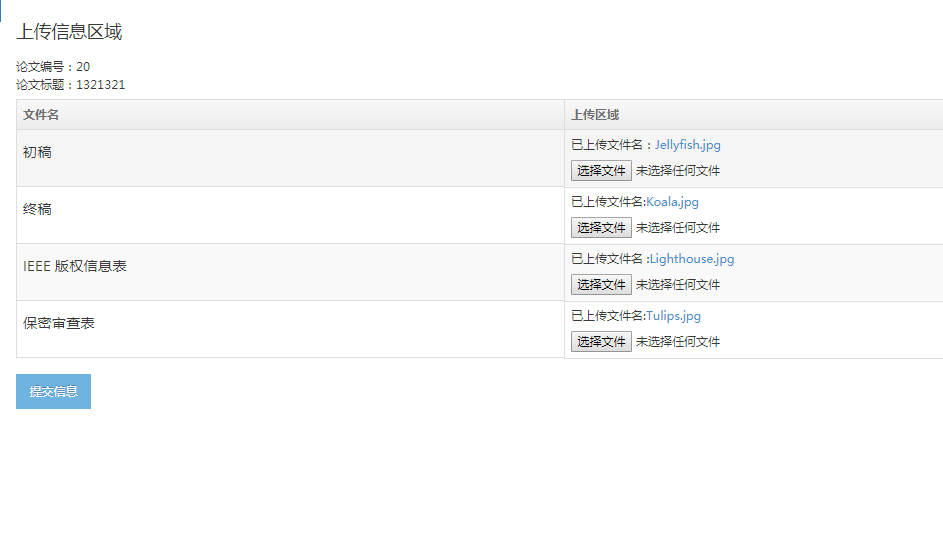 上传信息区域
论文编号：20
论文标题：1321321
文件名 上传区域
初稿 已上传文件名：Jellyfish.jpg
选择文件 未选择任何文件
终稿 已上传文件名:Koala.jpg
选择文件 未选择任何文件
IEEE 版权信息表 已上传文件名 :Lighthouse.jpg
选择文件 未选择任何文件
保密审查表 已上传文件名:Tulips.jpg
选择文件 未选择任何文件
提交信息